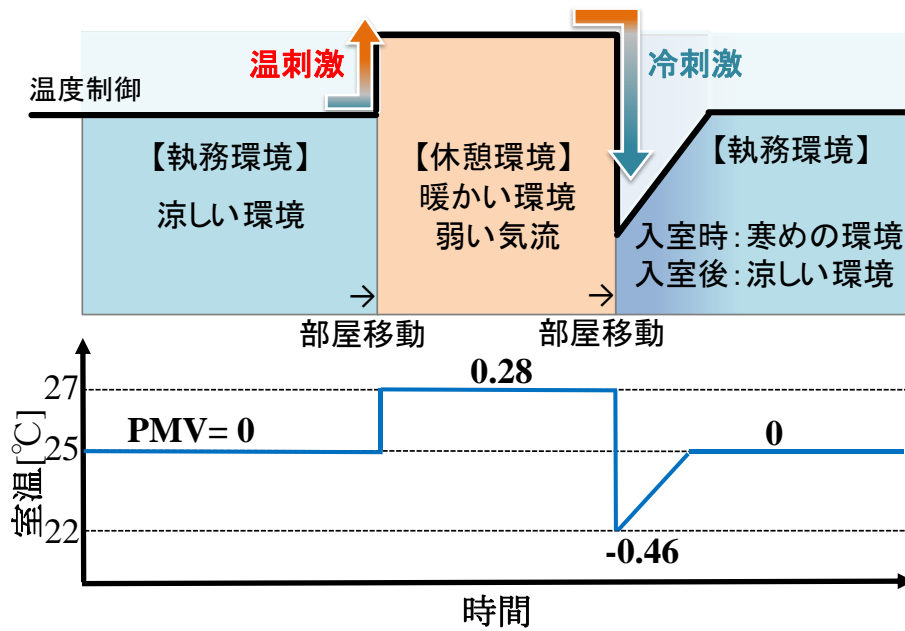 温刺激
冷刺激
温度制御
【執務環境】
涼しい環境
【休憩環境】
暖かい環境
弱い気流
【執務環境】
入室時：寒めの環境
入室後：涼しい環境
→
→
部屋移動
部屋移動
室温[℃]
27
25
22
PMV= 0
0.28
-0.46
0
時間